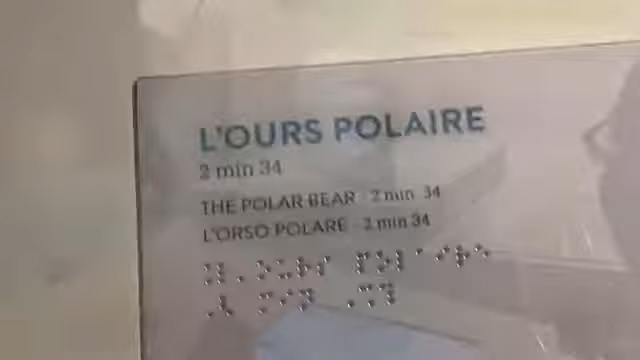 L'OURS POLAIRE
2 min 34
THE POLAR BEAR - 2 min 34
L'ORSO POLARE - 2 min 34